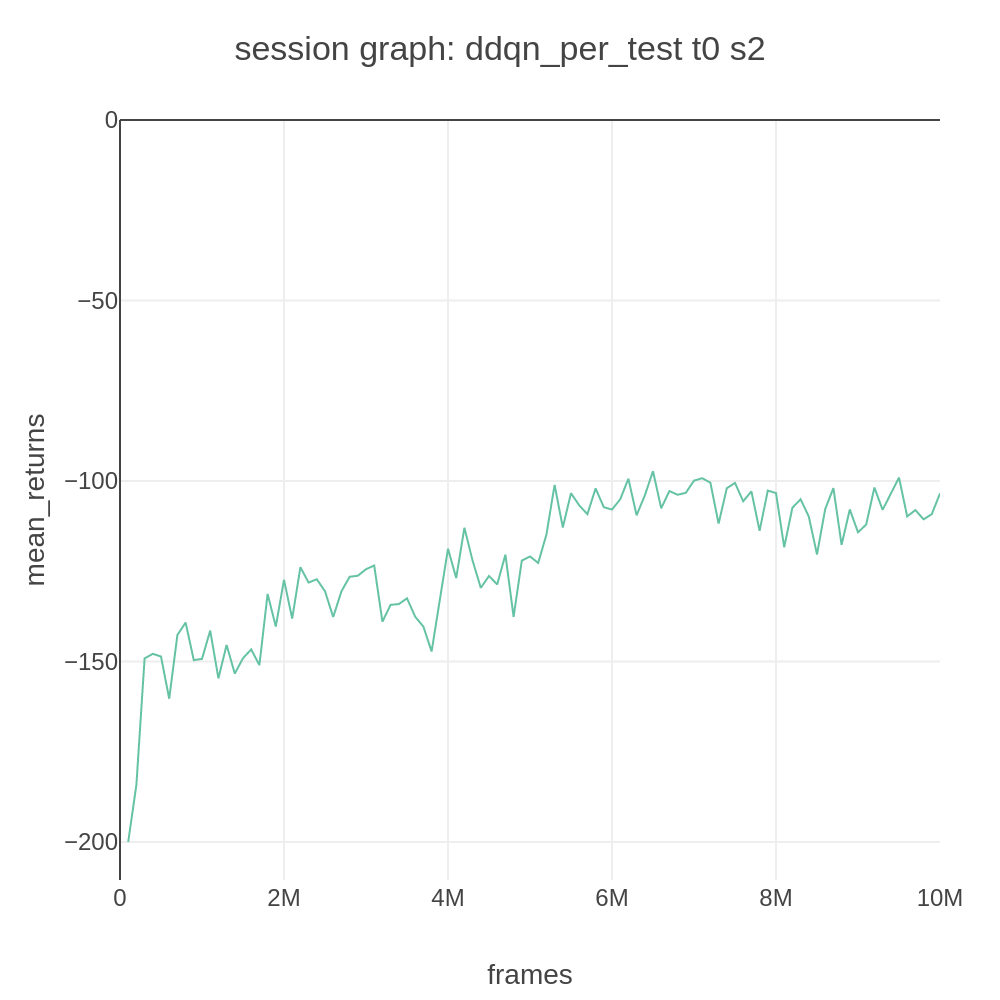 session graph: ddqn_per_test t0 s2
0
−50
−100
−150
−200
mean_returns
0
2M
4M
6M
8M
10M
frames